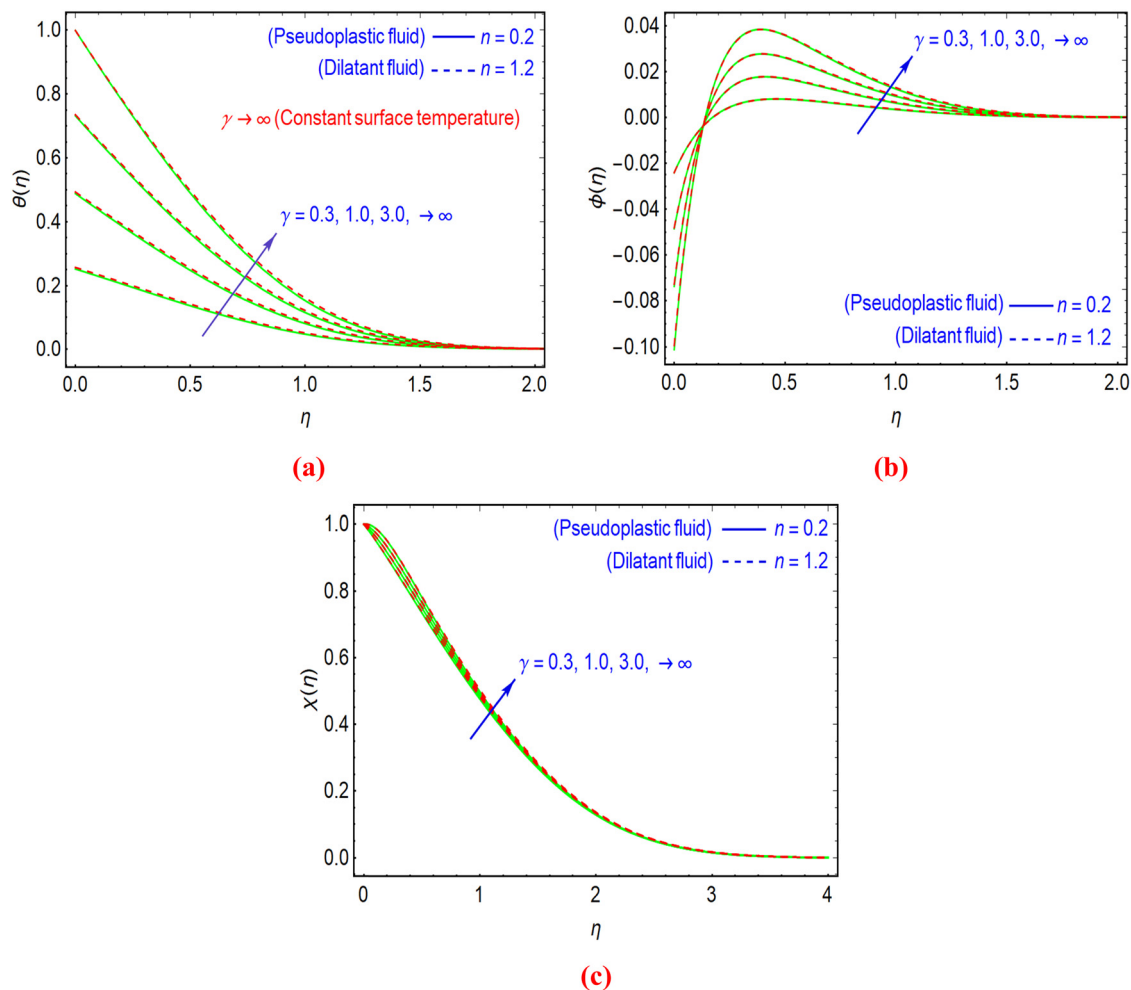 (Pseudoplastic fluid) n = 0.2
(Dilatant fluid) n = 1.2
γ → ∞ (Constant surface temperature)
γ = 0.3, 1.0, 3.0, → ∞
1.0
0.8
0.6
0.4
0.2
0.0
θ(η)
0.0 0.5 1.0 1.5 2.0
η
(a)
γ = 0.3, 1.0, 3.0, → ∞
(Pseudoplastic fluid) n = 0.2
(Dilatant fluid) n = 1.2
0.04
0.02
0.00
−0.02
−0.04
−0.06
−0.08
−0.10
ϕ(η)
0.0 0.5 1.0 1.5 2.0
η
(b)
(Pseudoplastic fluid) n = 0.2
(Dilatant fluid) n = 1.2
γ = 0.3, 1.0, 3.0, → ∞
1.0
0.8
0.6
0.4
0.2
0.0
χ(η)
0 1 2 3 4
η
(c)